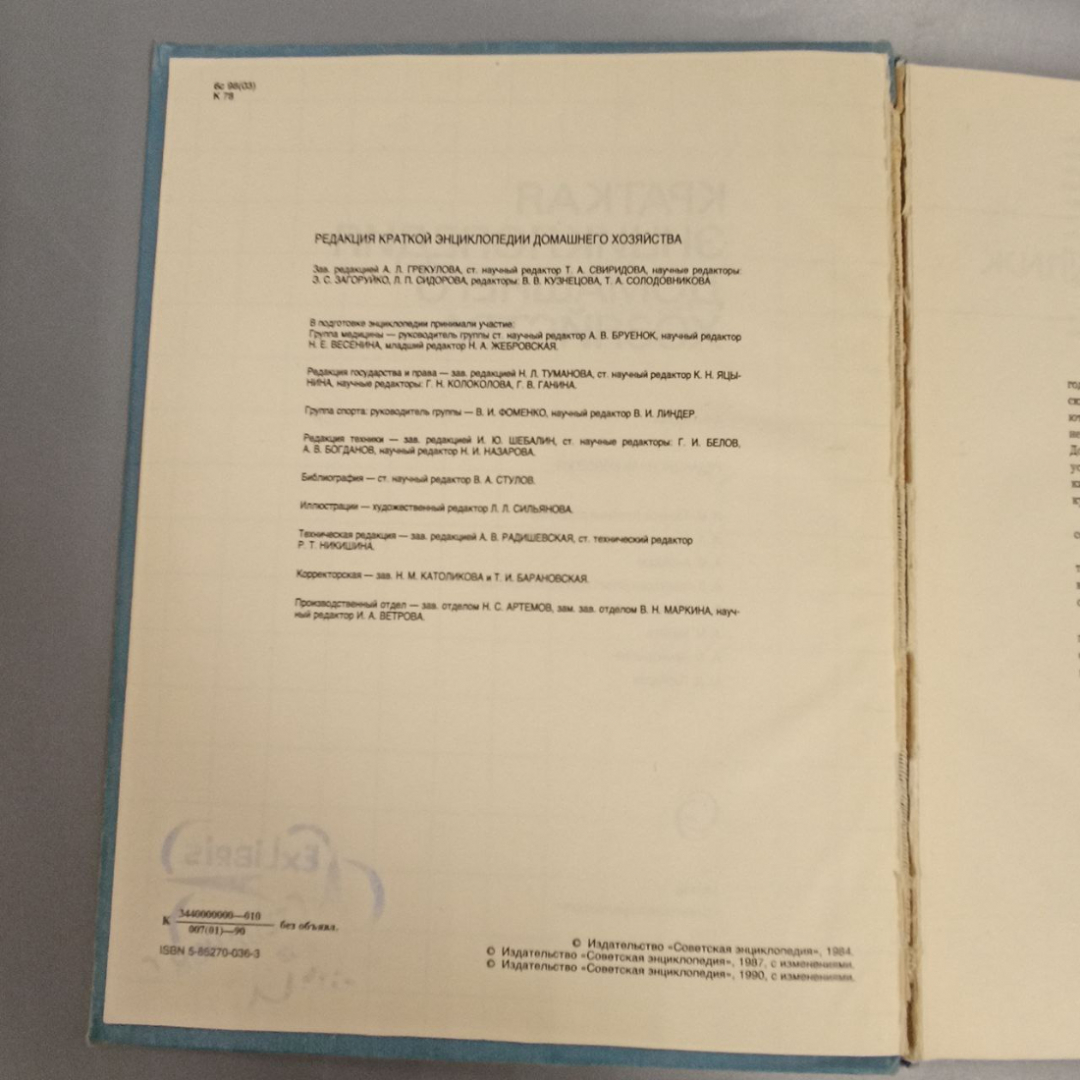 бс 98(03)
К 78
РЕДАКЦИЯ КРАТКОЙ ЭНЦИКЛОПЕДИИ ДОМАШНЕГО ХОЗЯЙСТВА
Зав. редакцией А. Л. ГРЕКУЛОВА, ст. научный редактор Т. А. СВИРИДОВА, научные редакторы:
Э. С. ЗАГОРУЙКО, Л. П. СИДОРОВА, редакторы: В. В. КУЗНЕЦОВА, Т. А. СОЛОДОВНИКОВА
В подготовке энциклопедии принимали участие:
Группа медицины — руководитель группы ст. научный редактор А. В. БРУЕНОК, научный редактор
Н. Е. ВЕСЕНИНА, младший редактор Н. А. ЖЕБРОВСКАЯ.
Редакция государства и права — зав. редакцией Н. Л. ТУМАНОВА, ст. научный редактор К. Н. ЯЦЫ-
НИНА, научные редакторы: Г. Н. КОЛОКОЛОВА, Г. В. ГАНИНА.
Группа спорта: руководитель группы — В. И. ФОМЕНКО, научный редактор В. И. ЛИНДЕР.
Редакция техники — зав. редакцией И. Ю. ШЕБАЛИН, ст. научные редакторы: Г. И. БЕЛОВ,
А. В. БОГДАНОВ, научный редактор Н. И. НАЗАРОВА.
Библиография — ст. научный редактор В. А. СТУЛОВ.
Иллюстрации — художественный редактор Л. Л. СИЛЬЯНОВА.
Техническая редакция — зав. редакцией А. В. РАДИШЕВСКАЯ, ст. технический редактор
Р. Т. НИКИШИНА.
Корректорская — зав. Н. М. КАТОЛИКОВА и Т. И. БАРАНОВСКАЯ.
Производственный отдел — зав. отделом Н. С. АРТЕМОВ, зам. зав. отделом В. Н. МАРКИНА, науч-
ный редактор И. А. ВЕТРОВА.
К 3440000000—010
007(01)—90 без объявл.
ISBN 5-85270-036-3
© Издательство «Советская энциклопедия», 1984.
© Издательство «Советская энциклопедия», 1987, с изменениями.
© Издательство «Советская энциклопедия», 1990, с изменениями.